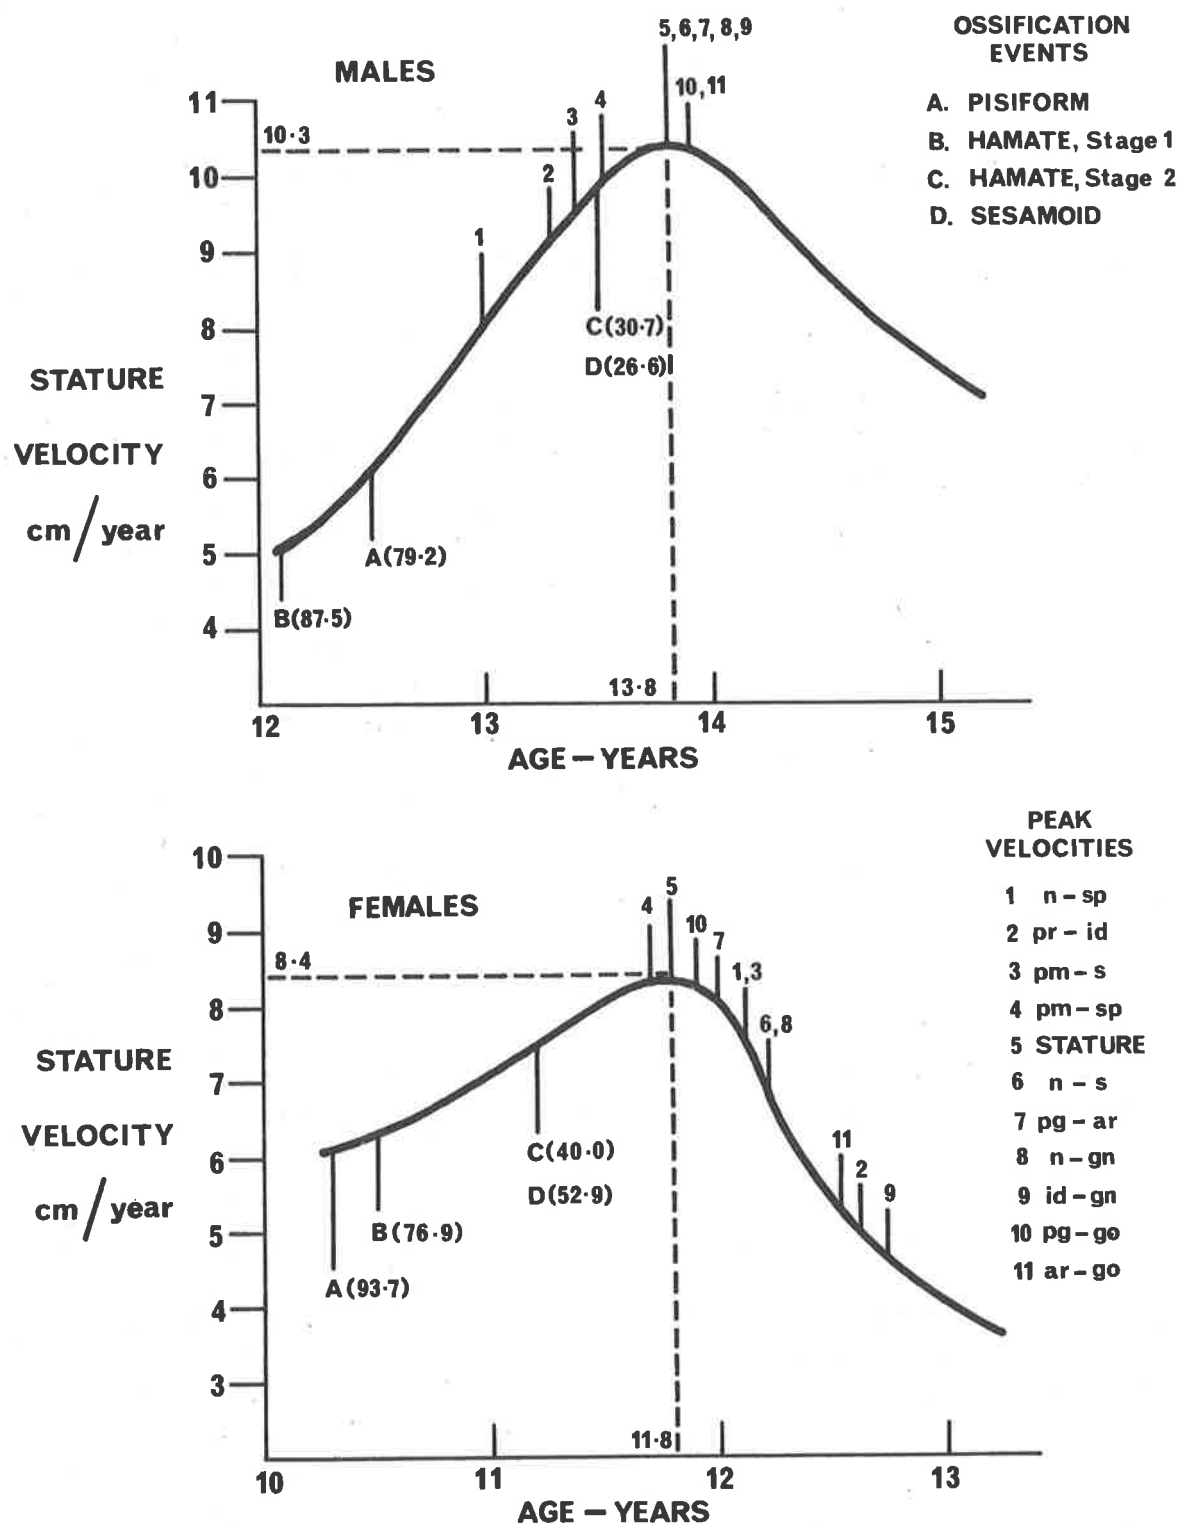 5,6,7,8,9
OSSIFICATION
EVENTS
MALES
A. PISIFORM
B. HAMATE, Stage 1
C. HAMATE, Stage 2
D. SESAMOID
11
10·3
10
9
8
7
6
5
4
1
2
3
4
10,11
C(30·7)
D(26·6)
A(79·2)
B(87·5)
STATURE
VELOCITY
cm/year
13·8
12
13
14
15
AGE – YEARS
PEAK
VELOCITIES
1 n – sp
2 pr – id
3 pm – s
4 pm – sp
5 STATURE
6 n – s
7 pg – ar
8 n – gn
9 id – gn
10 pg – go
11 ar – go
FEMALES
10
9
8·4
8
7
6
5
4
3
4
5
10
7
1,3
6,8
11
2
9
C(40·0)
D(52·9)
B(76·9)
A(93·7)
STATURE
VELOCITY
cm/year
11·8
10
11
12
13
AGE – YEARS